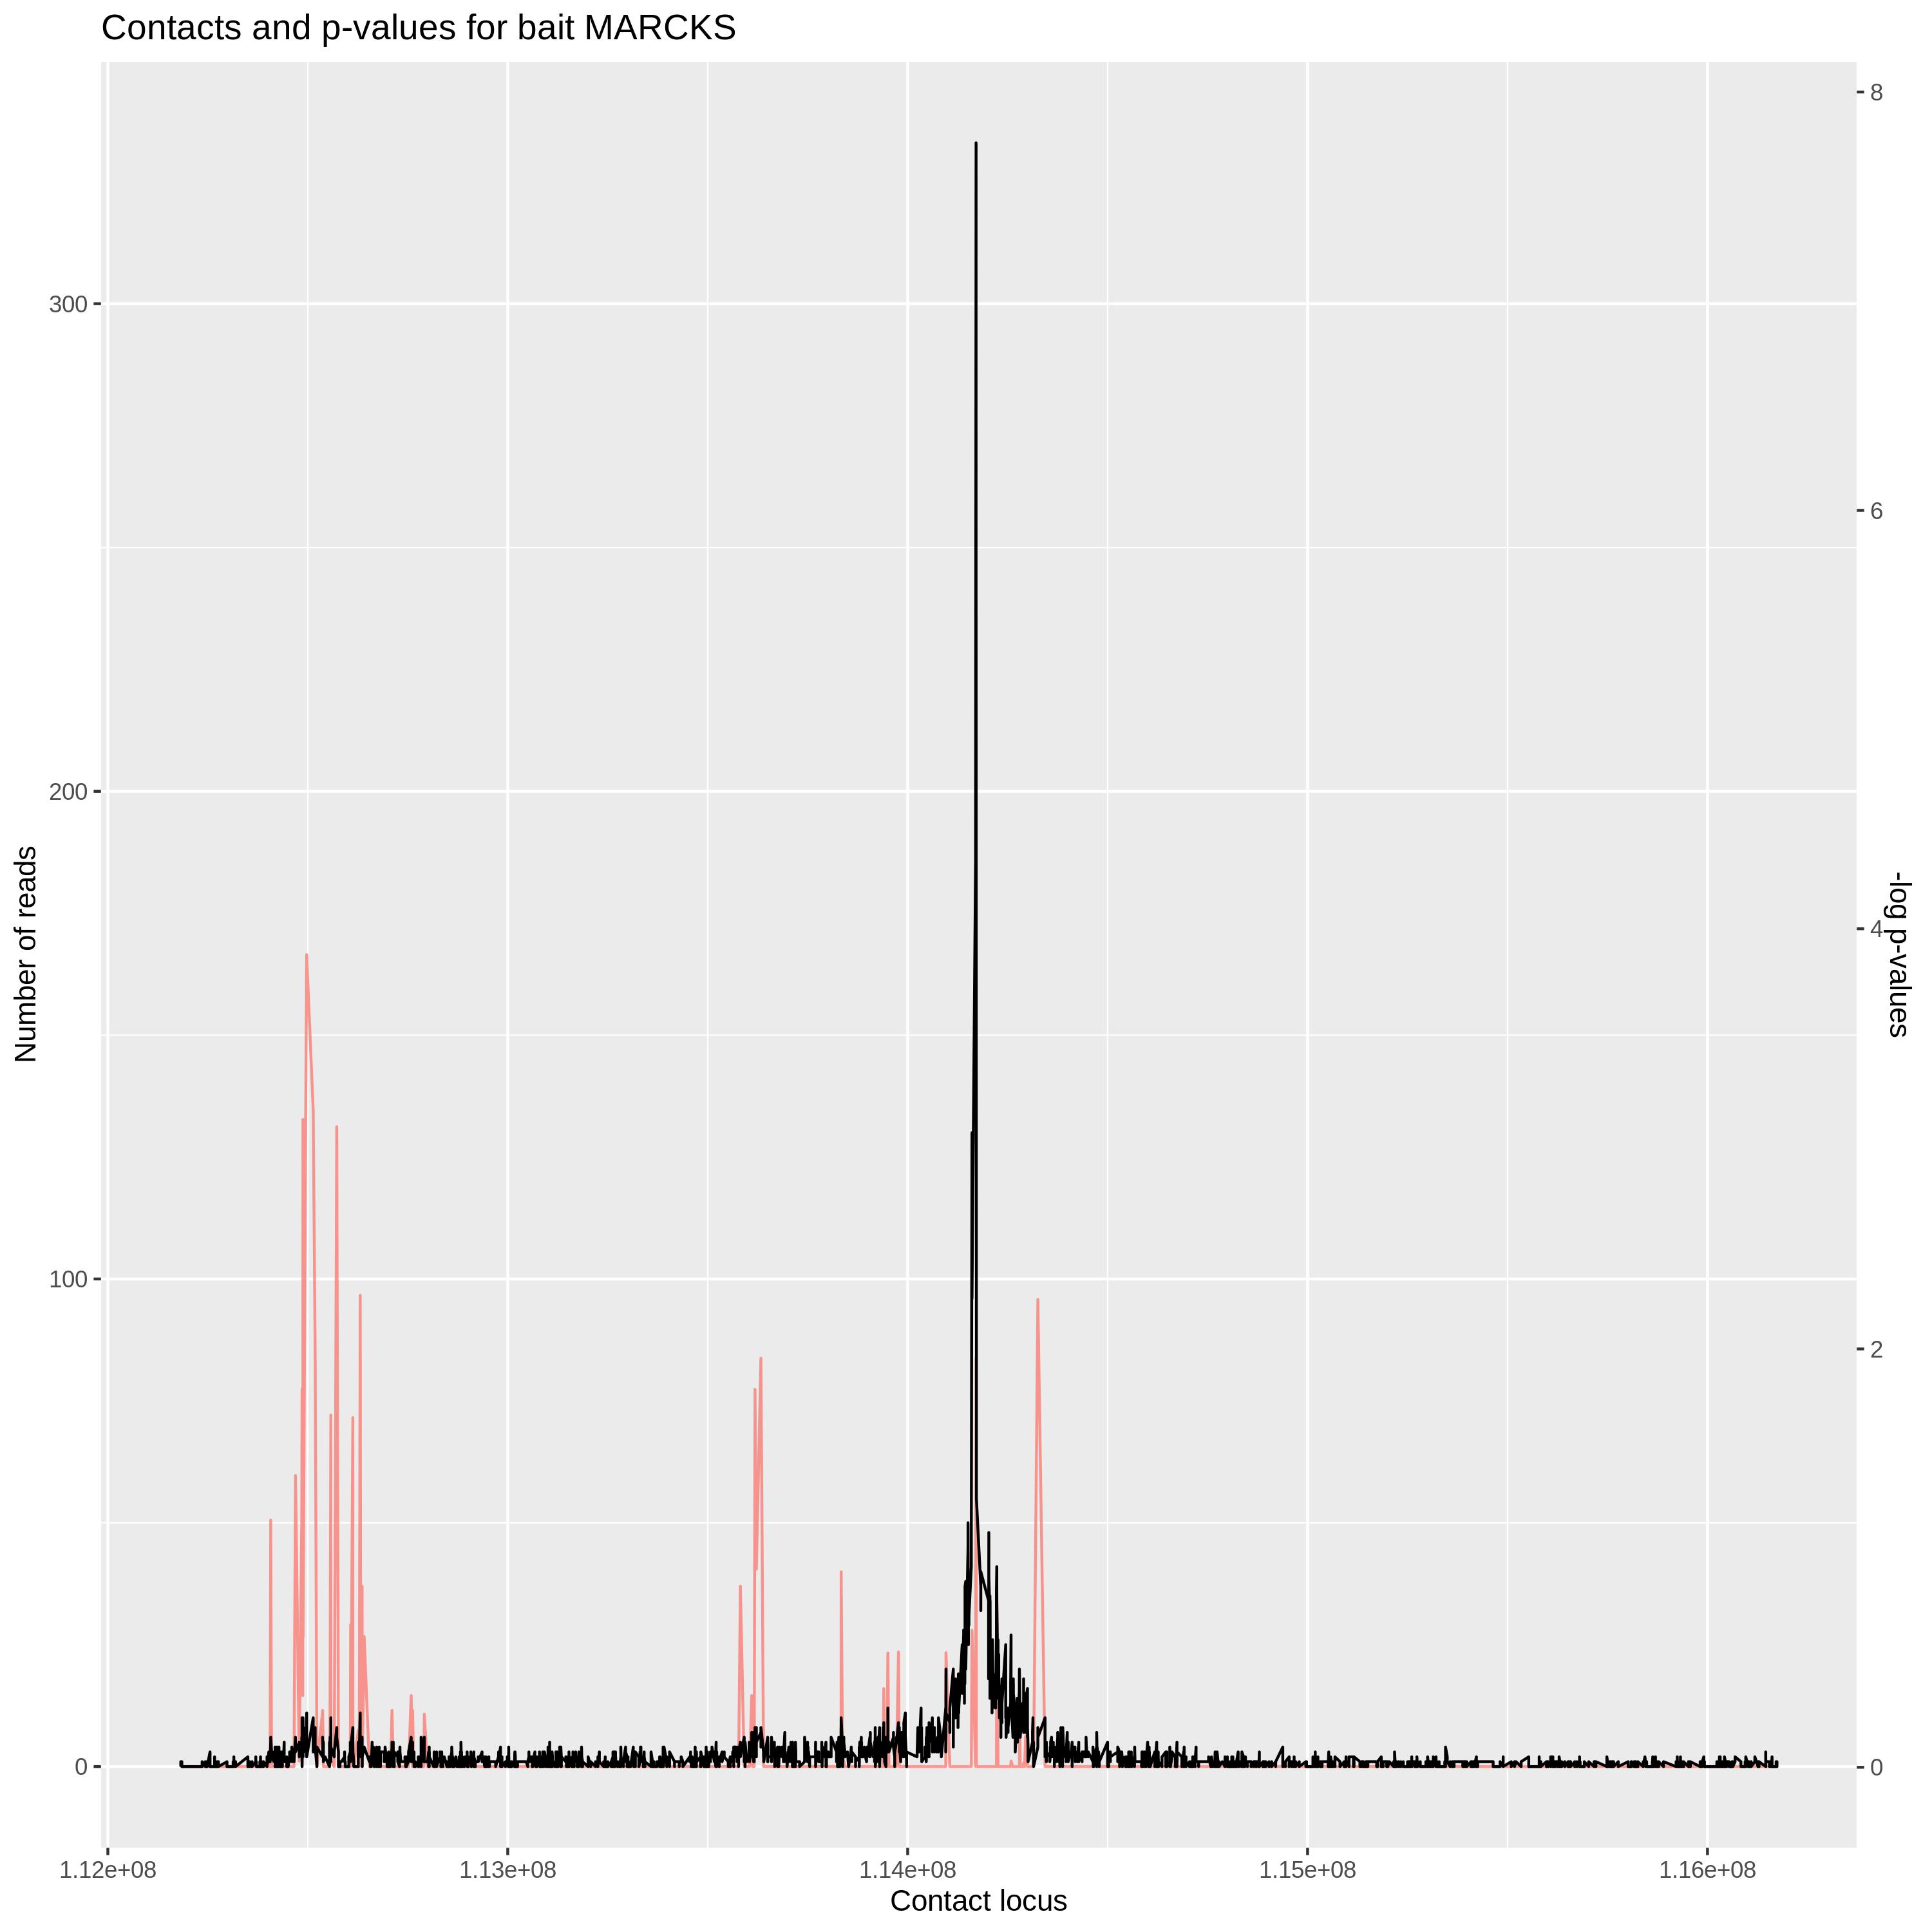 Contacts and p-values for bait MARCKS
8
300
6
200
Number of reads
4
-log p-values
100
2
0
0
1.12e+08
1.13e+08
1.14e+08
1.15e+08
1.16e+08
Contact locus